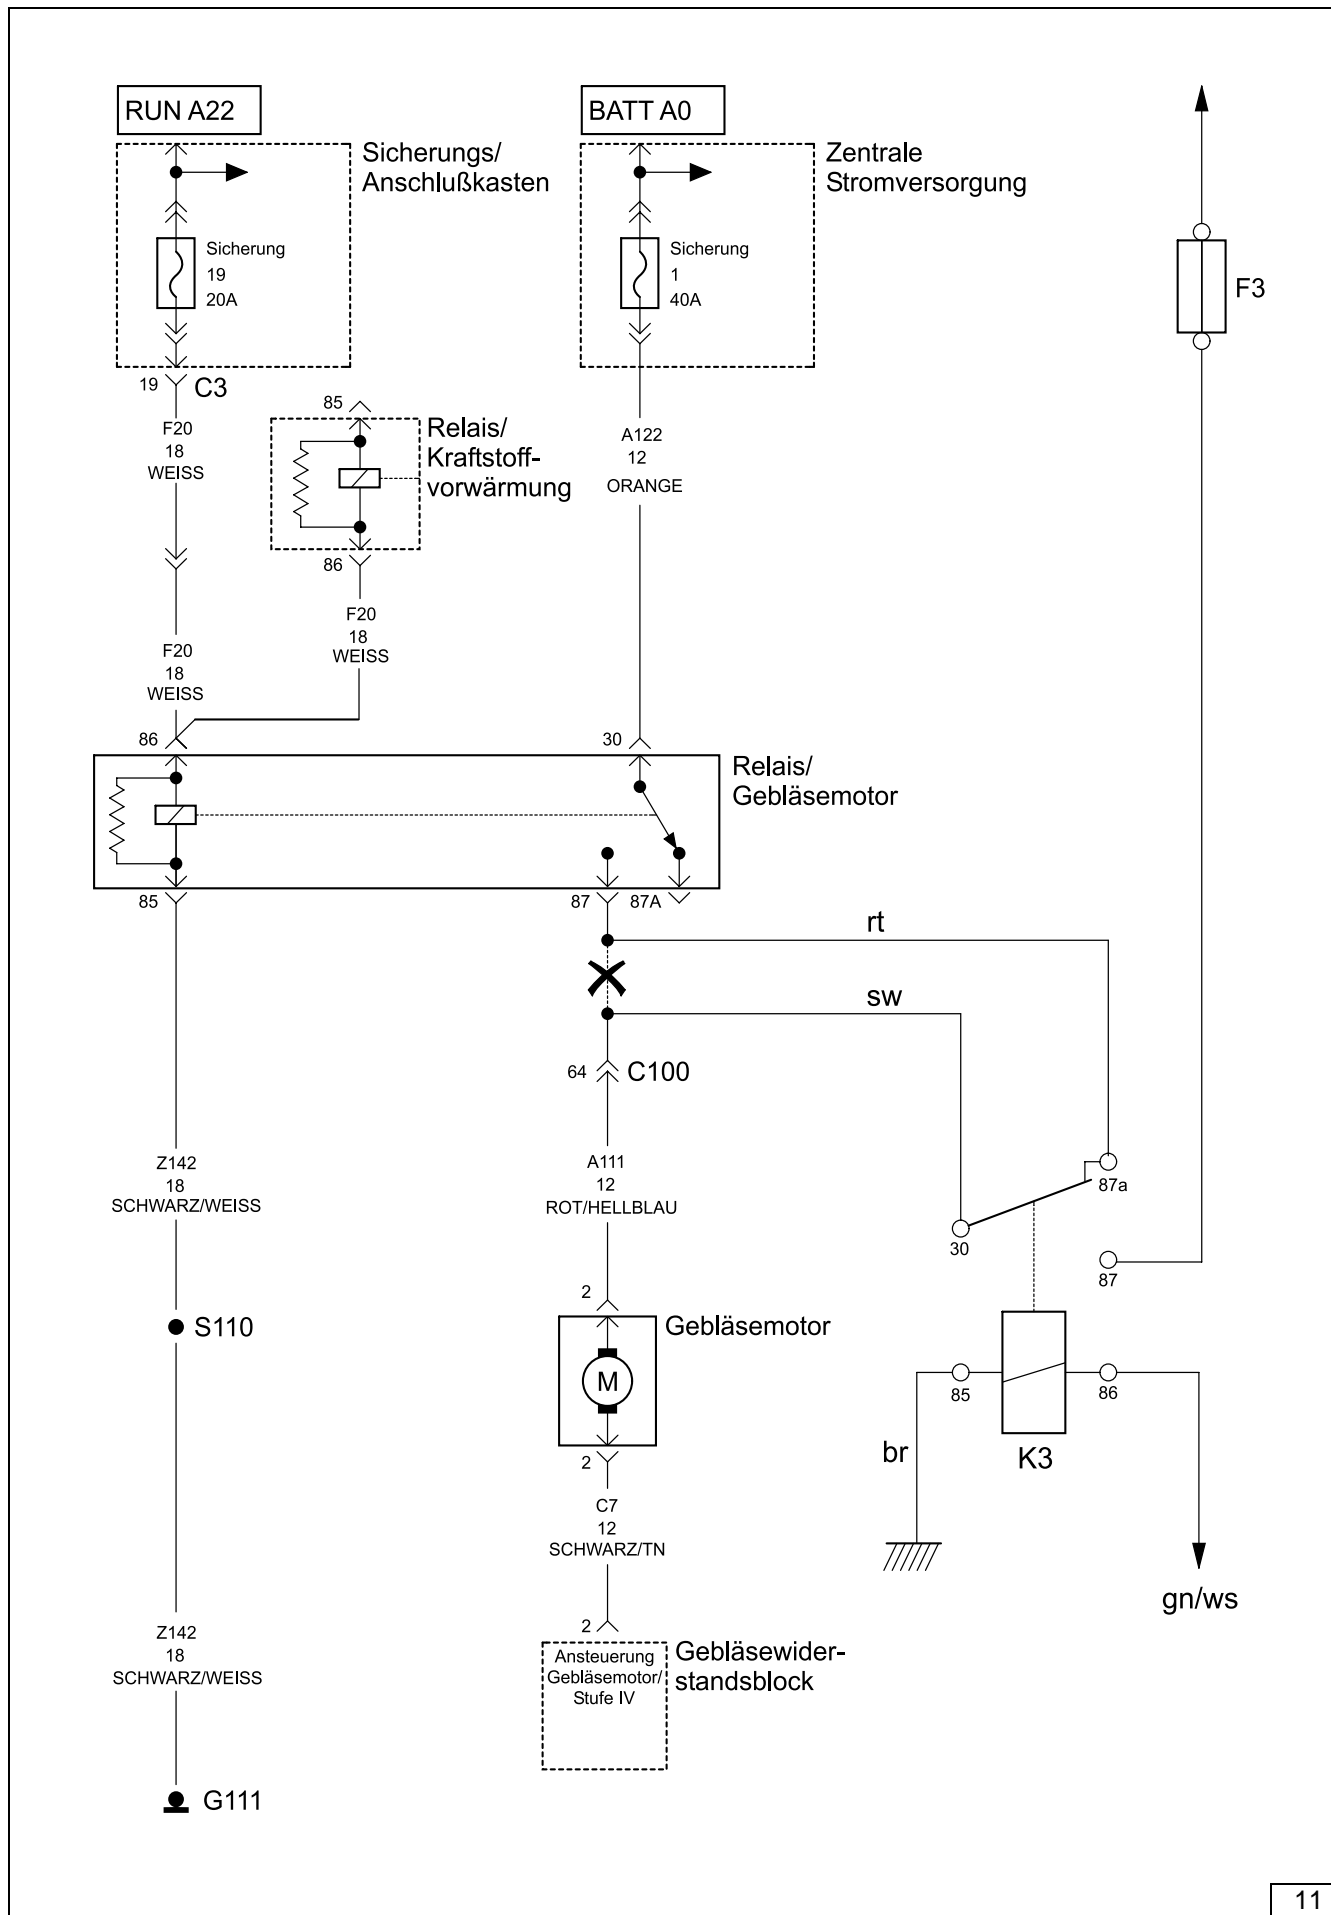 RUN A22
BATT A0
Sicherungs/
Anschlußkasten
Zentrale
Stromversorgung
Sicherung
19
20A
Sicherung
1
40A
F3
19
C3
F20
18
WEISS
85
Relais/
Kraftstoff-
vorwärmung
86
A122
12
ORANGE
F20
18
WEISS
F20
18
WEISS
86
30
Relais/
Gebläsemotor
85
87
87A
rt
sw
64
C100
Z142
18
SCHWARZ/WEISS
A111
12
ROT/HELLBLAU
87a
30
87
S110
2
Gebläsemotor
M
2
85
86
br
K3
C7
12
SCHWARZ/TN
gn/ws
2
Ansteuerung
Gebläsemotor/
Stufe IV
Gebläsewider-
standsblock
Z142
18
SCHWARZ/WEISS
G111
11